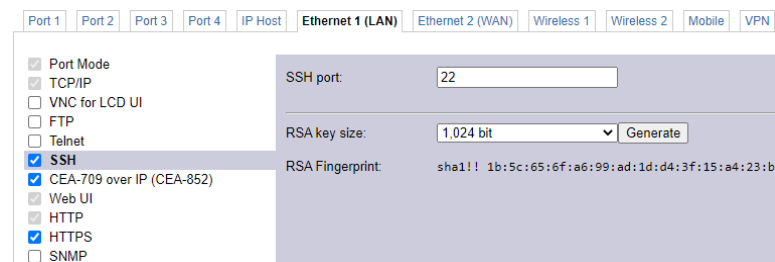 Port 1 Port 2 Port 3 Port 4 IP Host Ethernet 1 (LAN) Ethernet 2 (WAN) Wireless 1 Wireless 2 Mobile VPN
Port Mode
TCP/IP
VNC for LCD UI
FTP
Telnet
SSH
CEA-709 over IP (CEA-852)
Web UI
HTTP
HTTPS
SNMP
SSH port: 22
RSA key size: 1,024 bit Generate
RSA Fingerprint: sha1!! 1b:5c:65:6f:a6:99:ad:1d:d4:3f:15:a4:23:b